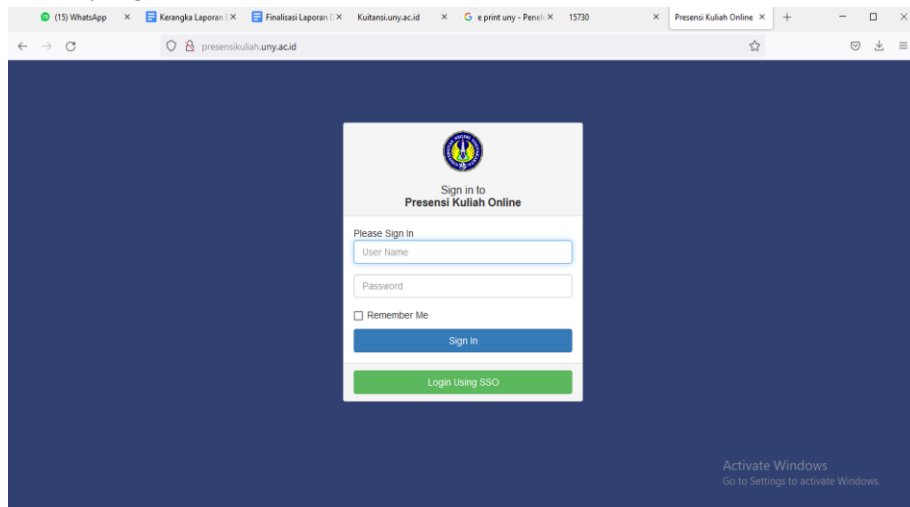 (15) WhatsApp
Kerangka Laporan
Finalisasi Laporan
Kuitansi.uny.ac.id
e print uny - Penel
15730
Presensi Kuliah Online
presensikuliah.uny.ac.id
Sign in to
Presensi Kuliah Online
Please Sign In
User Name
Password
Remember Me
Sign In
Login Using SSO
Activate Windows
Go to Settings to activate Windows.